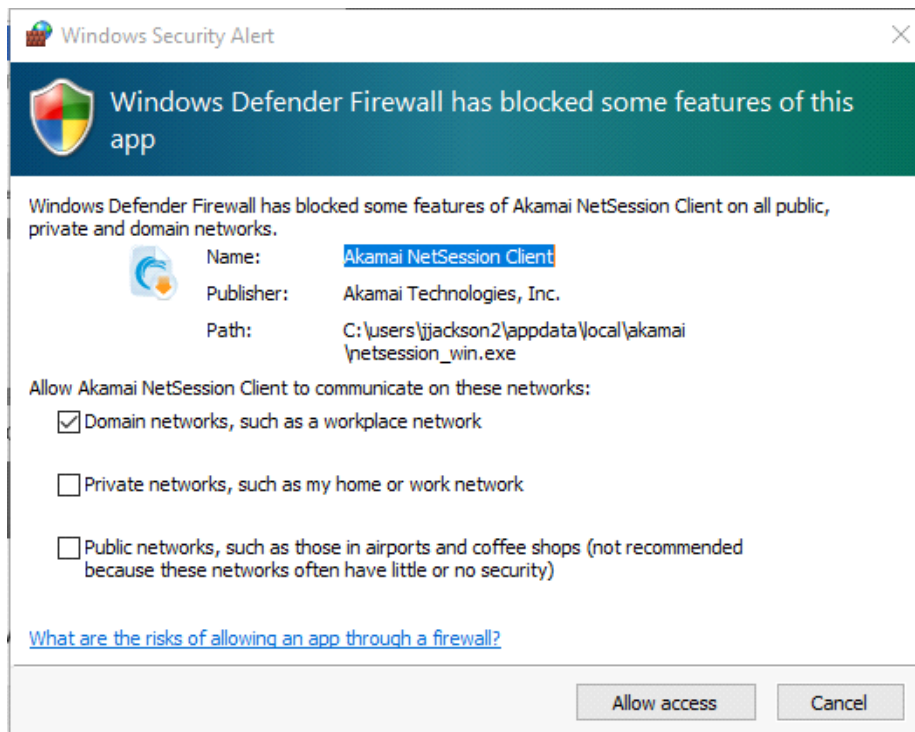 Windows Security Alert
Windows Defender Firewall has blocked some features of this
app
Windows Defender Firewall has blocked some features of Akamai NetSession Client on all public,
private and domain networks.
Name: Akamai NetSession Client
Publisher: Akamai Technologies, Inc.
Path: C:\users\jjackson2\appdata\local\akamai
\netsession_win.exe
Allow Akamai NetSession Client to communicate on these networks:
Domain networks, such as a workplace network
Private networks, such as my home or work network
Public networks, such as those in airports and coffee shops (not recommended
because these networks often have little or no security)
What are the risks of allowing an app through a firewall?
Allow access Cancel